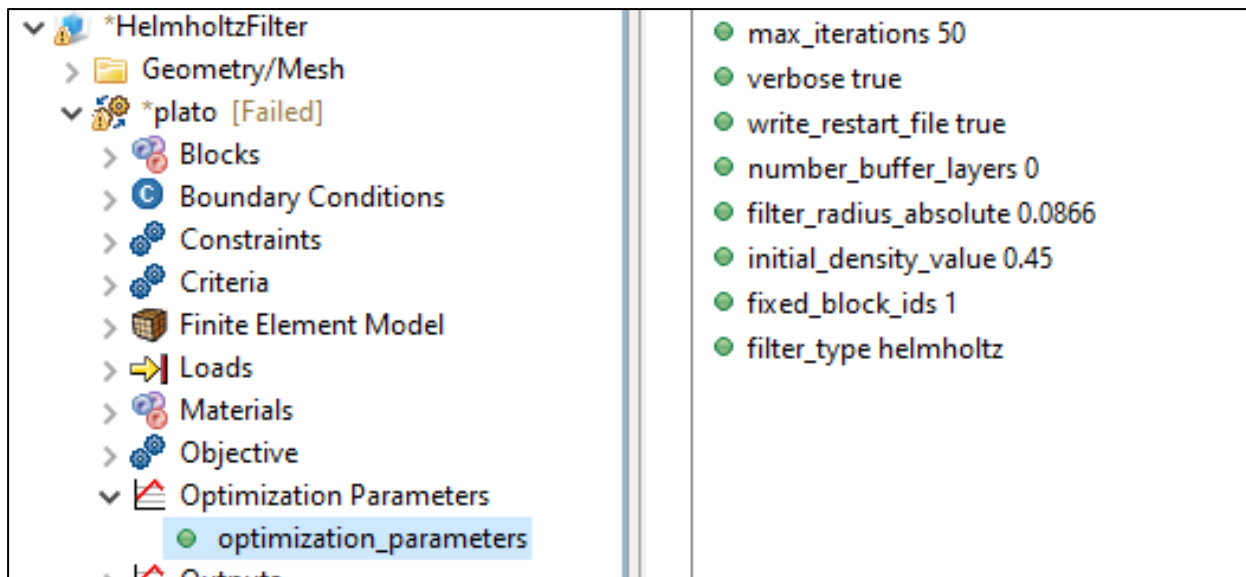 *HelmholtzFilter
Geometry/Mesh
*plato [Failed]
Blocks
C Boundary Conditions
Constraints
Criteria
Finite Element Model
Loads
Materials
Objective
Optimization Parameters
optimization_parameters
Outputs
max_iterations 50
verbose true
write_restart_file true
number_buffer_layers 0
filter_radius_absolute 0.0866
initial_density_value 0.45
fixed_block_ids 1
filter_type helmholtz